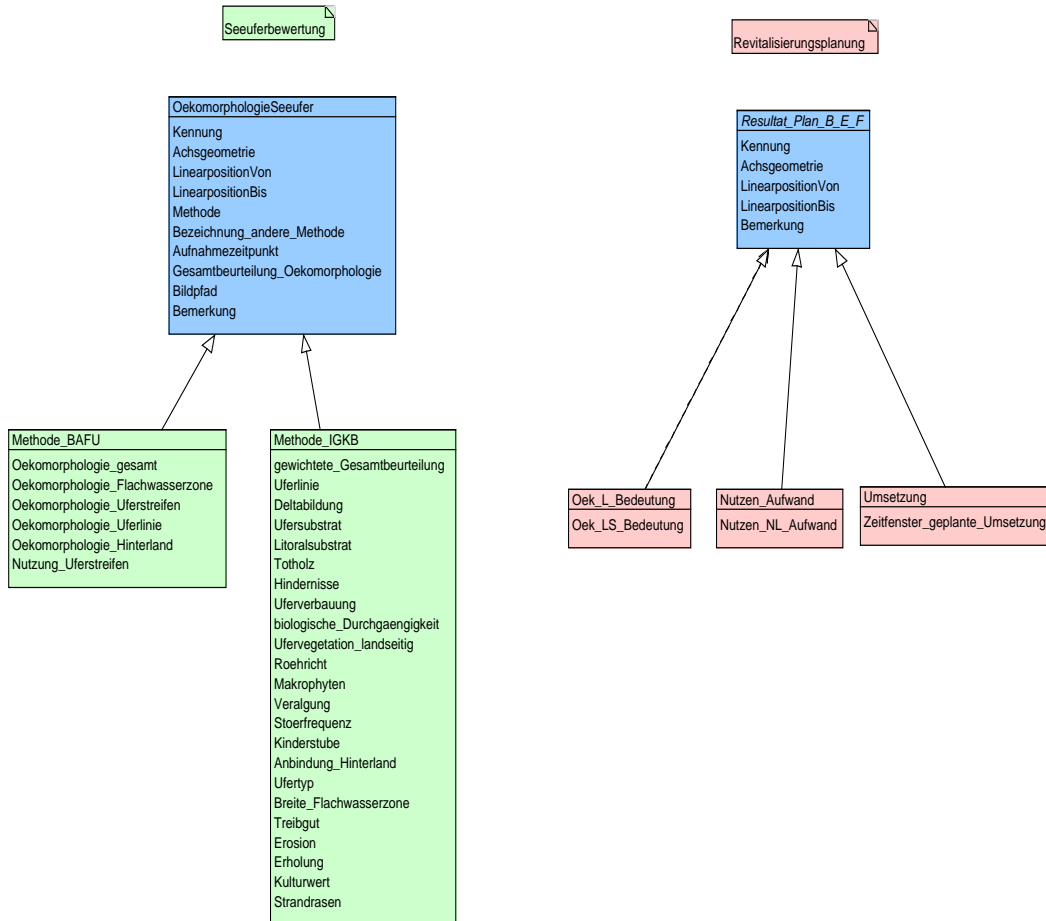 Seeuferbewertung
Revitalisierungsplanung
OekomorphologieSeeufer
Kennung
Achsgeometrie
LinearpositionVon
LinearpositionBis
Methode
Bezeichnung_andere_Methode
Aufnahmezeitpunkt
Gesamtbeurteilung_Oekomorphologie
Bildpfad
Bemerkung
Resultat_Plan_B_E_F
Kennung
Achsgeometrie
LinearpositionVon
LinearpositionBis
Bemerkung
Methode_BAFU
Oekomorphologie_gesamt
Oekomorphologie_Flachwasserzone
Oekomorphologie_Uferstreifen
Oekomorphologie_Uferlinie
Oekomorphologie_Hinterland
Nutzung_Uferstreifen
Methode_IGKB
gewichtete_Gesamtbeurteilung
Uferlinie
Deltabildung
Ufersubstrat
Litoralsubstrat
Totholz
Hindernisse
Uferverbauung
biologische_Durchgaengigkeit
Ufervegetation_landseitig
Roehricht
Makrophyten
Veralgung
Stoerfrequenz
Kinderstube
Anbindung_Hinterland
Ufertyp
Breite_Flachwasserzone
Treibgut
Erosion
Erholung
Kulturwert
Strandrasen
Oek_L_Bedeutung
Oek_LS_Bedeutung
Nutzen_Aufwand
Nutzen_NL_Aufwand
Umsetzung
Zeitfenster_geplante_Umsetzung